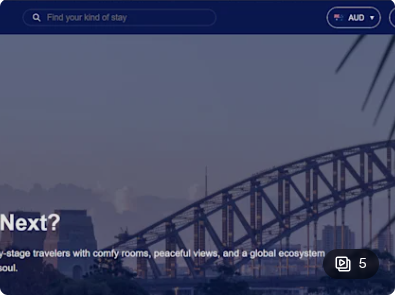 Find your kind of stay
AUD
Next?
y-stage travelers with comfy rooms, peaceful views, and a global ecosystem
soul.
5